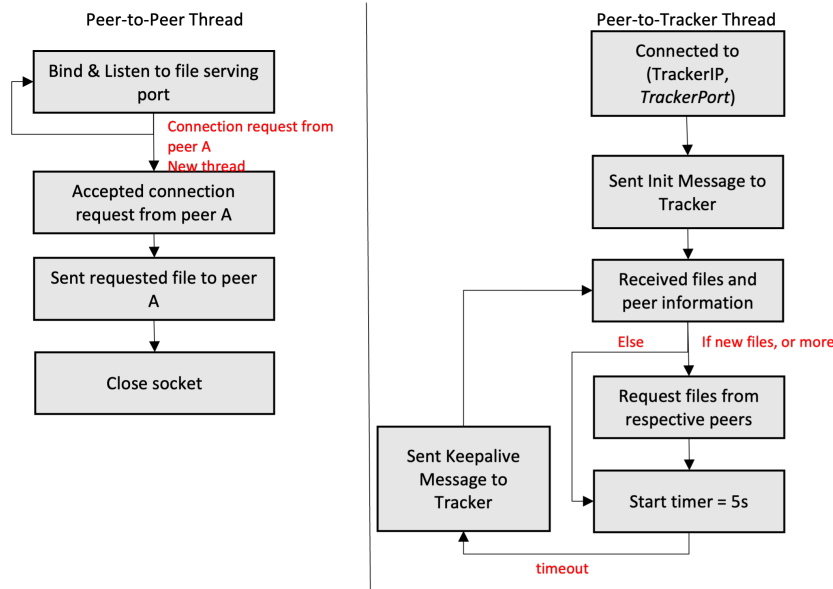 Peer-to-Peer Thread
Bind & Listen to file serving
port
Connection request from
peer A
New thread
Accepted connection
request from peer A
Sent requested file to peer
A
Close socket
Peer-to-Tracker Thread
Connected to
(TrackerIP,
TrackerPort)
Sent Init Message to
Tracker
Received files and
peer information
Else
If new files, or more
Request files from
respective peers
Sent Keepalive
Message to
Tracker
Start timer = 5s
timeout